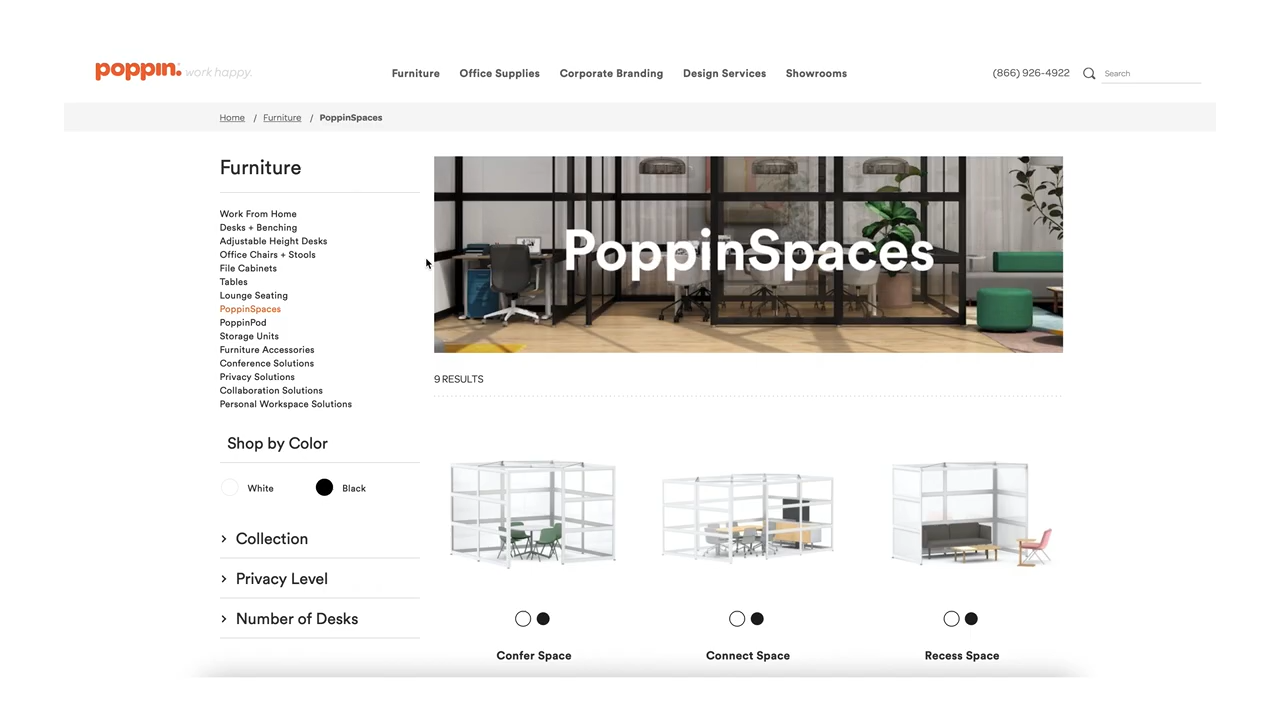 poppin. work happy.
Furniture Office Supplies Corporate Branding Design Services Showrooms
(866) 926-4922 Search
Home / Furniture / PoppinSpaces
Furniture
Work From Home
Desks + Benching
Adjustable Height Desks
Office Chairs + Stools
File Cabinets
Tables
Lounge Seating
PoppinSpaces
PoppinPod
Storage Units
Furniture Accessories
Conference Solutions
Privacy Solutions
Collaboration Solutions
Personal Workspace Solutions
Shop by Color
White Black
Collection
Privacy Level
Number of Desks
PoppinSpaces
9 RESULTS
Confer Space Connect Space Recess Space